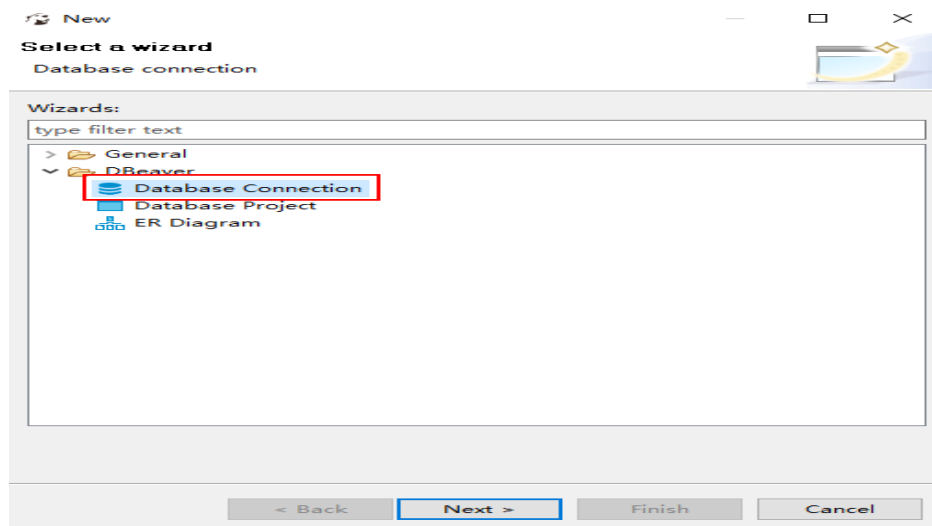 New
Select a wizard
Database connection
Wizards:
type filter text
General
DBeaver
Database Connection
Database Project
ER Diagram
< Back Next > Finish Cancel